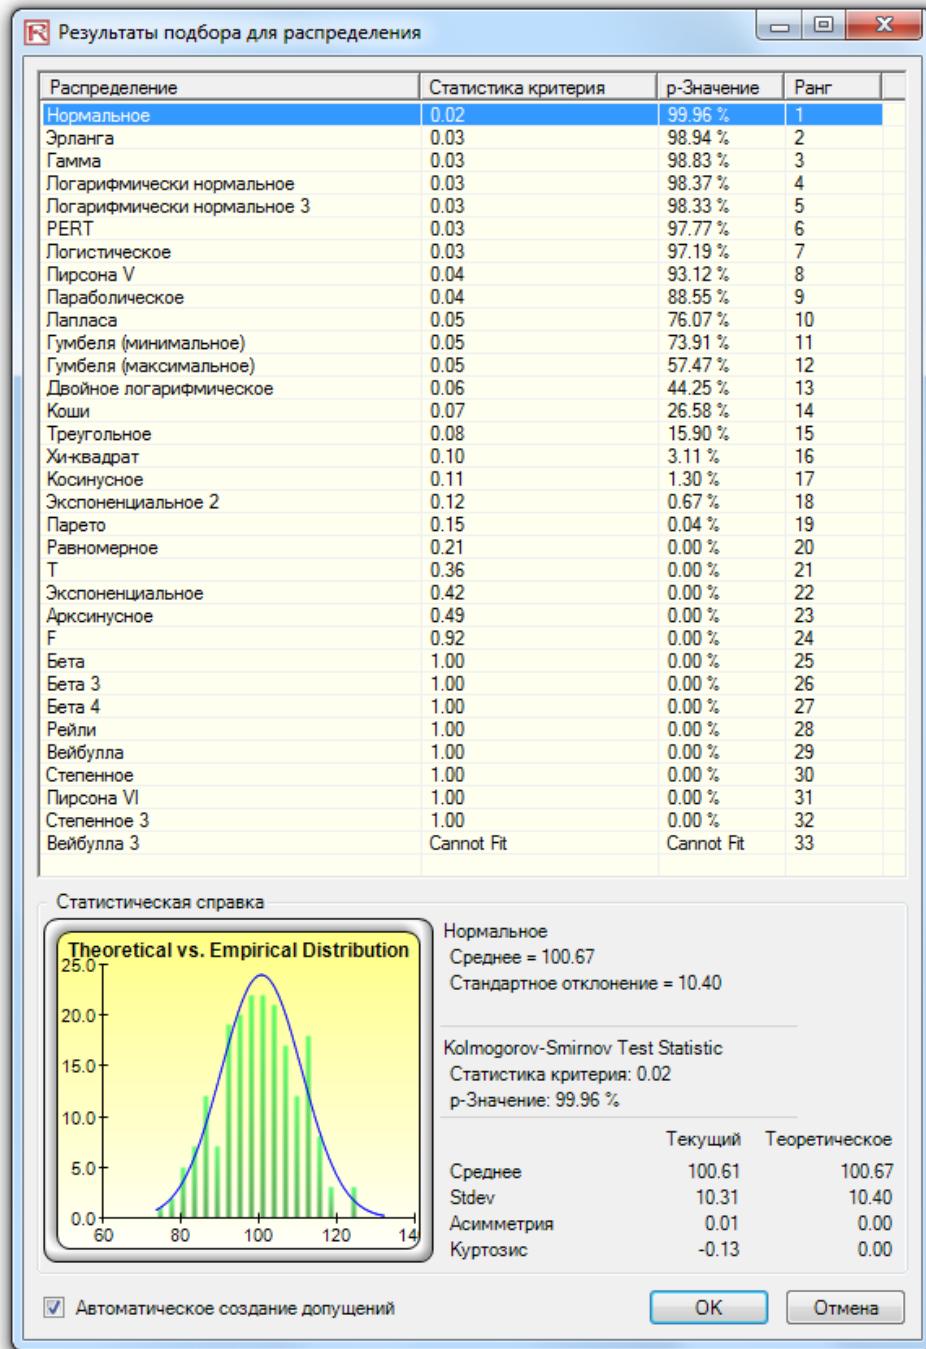 Результаты подбора для распределения
Распределение Статистика критерия p-Значение Ранг
Нормальное 0.02 99.96 % 1
Эрланга 0.03 98.94 % 2
Гамма 0.03 98.83 % 3
Логарифмически нормальное 0.03 98.37 % 4
Логарифмически нормальное 3 0.03 98.33 % 5
PERT 0.03 97.77 % 6
Логистическое 0.03 97.19 % 7
Пирсона V 0.04 93.12 % 8
Параболическое 0.04 88.55 % 9
Лапласа 0.05 76.07 % 10
Гумбеля (минимальное) 0.05 73.91 % 11
Гумбеля (максимальное) 0.05 57.47 % 12
Двойное логарифмическое 0.06 44.25 % 13
Коши 0.07 26.58 % 14
Треугольное 0.08 15.90 % 15
Хи-квадрат 0.10 3.11 % 16
Косинусное 0.11 1.30 % 17
Экспоненциальное 2 0.12 0.67 % 18
Парето 0.15 0.04 % 19
Равномерное 0.21 0.00 % 20
T 0.36 0.00 % 21
Экспоненциальное 0.42 0.00 % 22
Арксинусное 0.49 0.00 % 23
F 0.92 0.00 % 24
Бета 1.00 0.00 % 25
Бета 3 1.00 0.00 % 26
Бета 4 1.00 0.00 % 27
Рейли 1.00 0.00 % 28
Вейбулла 1.00 0.00 % 29
Степенное 1.00 0.00 % 30
Пирсона VI 1.00 0.00 % 31
Степенное 3 1.00 0.00 % 32
Вейбулла 3 Cannot Fit Cannot Fit 33
Статистическая справка
Theoretical vs. Empirical Distribution
25.0
20.0
15.0
10.0
5.0
0.0
60 80 100 120 14
Нормальное
Среднее = 100.67
Стандартное отклонение = 10.40
Kolmogorov-Smirnov Test Statistic
Статистика критерия: 0.02
p-Значение: 99.96 %
Текущий Теоретическое
Среднее 100.61 100.67
Stdev 10.31 10.40
Асимметрия 0.01 0.00
Куртозис -0.13 0.00
Автоматическое создание допущений OK Отмена